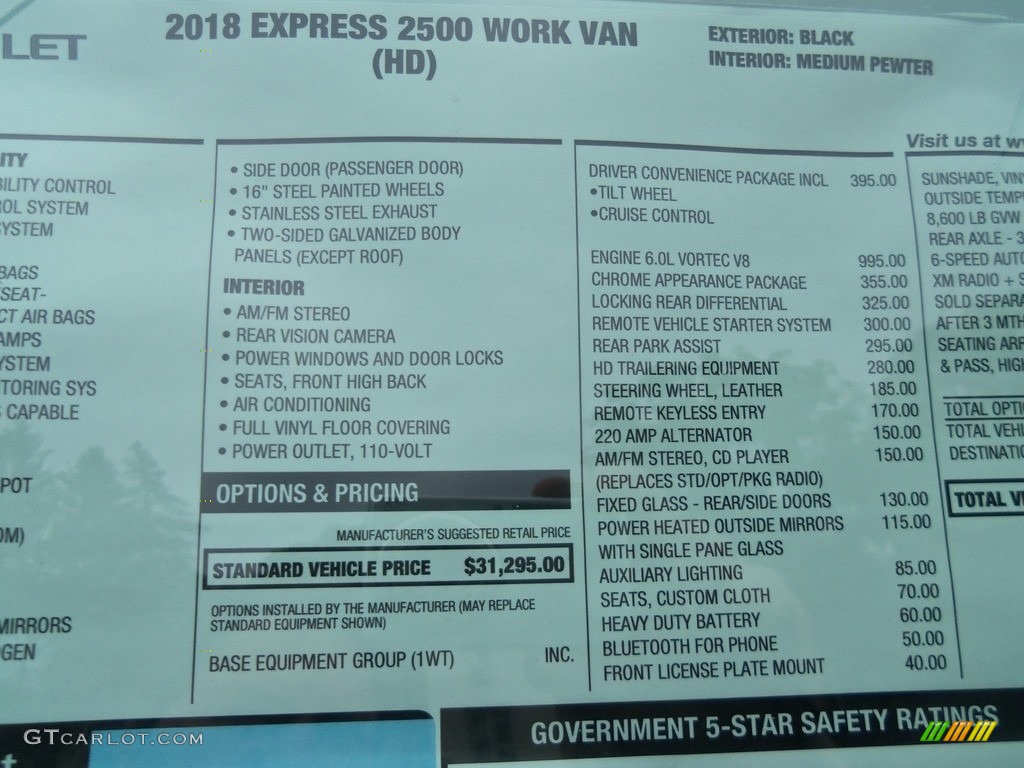 LET
2018 EXPRESS 2500 WORK VAN
(HD)
EXTERIOR: BLACK
INTERIOR: MEDIUM PEWTER
ITY
BILITY CONTROL
ROL SYSTEM
SYSTEM
BAGS
SEAT-
CT AIR BAGS
AMPS
YSTEM
ITORING SYS
CAPABLE
POT
OM)
MIRRORS
GEN
• SIDE DOOR (PASSENGER DOOR)
• 16" STEEL PAINTED WHEELS
• STAINLESS STEEL EXHAUST
• TWO-SIDED GALVANIZED BODY
PANELS (EXCEPT ROOF)
INTERIOR
• AM/FM STEREO
• REAR VISION CAMERA
• POWER WINDOWS AND DOOR LOCKS
• SEATS, FRONT HIGH BACK
• AIR CONDITIONING
• FULL VINYL FLOOR COVERING
• POWER OUTLET, 110-VOLT
OPTIONS & PRICING
MANUFACTURER'S SUGGESTED RETAIL PRICE
STANDARD VEHICLE PRICE $31,295.00
OPTIONS INSTALLED BY THE MANUFACTURER (MAY REPLACE
STANDARD EQUIPMENT SHOWN)
BASE EQUIPMENT GROUP (1WT) INC.
DRIVER CONVENIENCE PACKAGE INCL 395.00
•TILT WHEEL
•CRUISE CONTROL
ENGINE 6.0L VORTEC V8 995.00
CHROME APPEARANCE PACKAGE 355.00
LOCKING REAR DIFFERENTIAL 325.00
REMOTE VEHICLE STARTER SYSTEM 300.00
REAR PARK ASSIST 295.00
HD TRAILERING EQUIPMENT 280.00
STEERING WHEEL, LEATHER 185.00
REMOTE KEYLESS ENTRY 170.00
220 AMP ALTERNATOR 150.00
AM/FM STEREO, CD PLAYER 150.00
(REPLACES STD/OPT/PKG RADIO)
FIXED GLASS - REAR/SIDE DOORS 130.00
POWER HEATED OUTSIDE MIRRORS 115.00
WITH SINGLE PANE GLASS
AUXILIARY LIGHTING 85.00
SEATS, CUSTOM CLOTH 70.00
HEAVY DUTY BATTERY 60.00
BLUETOOTH FOR PHONE 50.00
FRONT LICENSE PLATE MOUNT 40.00
Visit us at ww
SUNSHADE, VIN
OUTSIDE TEMP
8,600 LB GVW
REAR AXLE - 3
6-SPEED AUTO
XM RADIO + S
SOLD SEPARA
AFTER 3 MTH
SEATING ARR
& PASS, HIGH
TOTAL OPTI
TOTAL VEHI
DESTINATIO
TOTAL VE
GOVERNMENT 5-STAR SAFETY RATINGS
t
GTCARLOT.COM